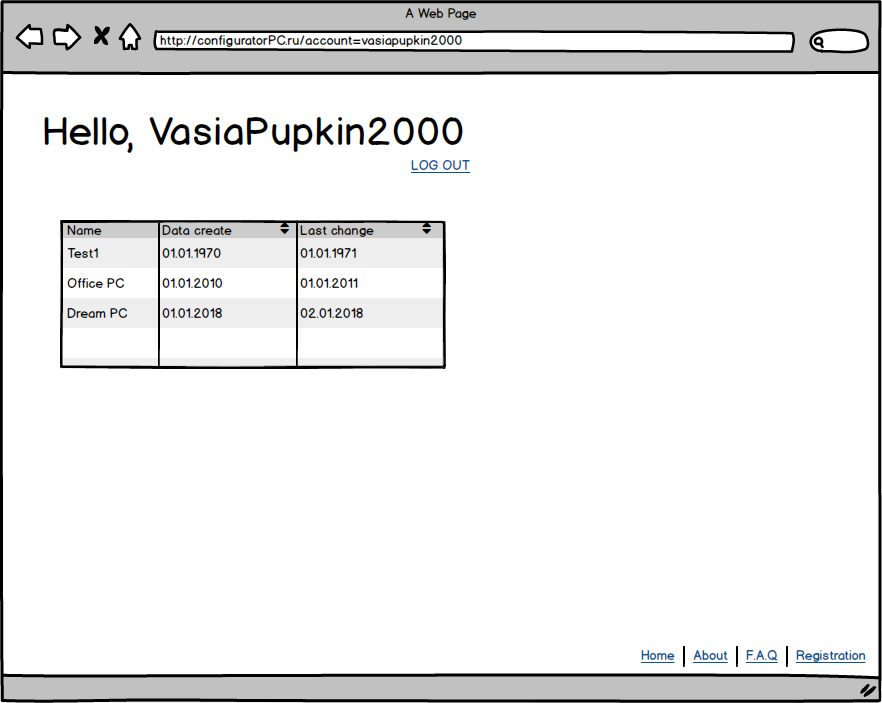 A Web Page
http://configuratorPC.ru/account=vasiapupkin2000
Hello, VasiaPupkin2000
LOG OUT
Name Data create Last change
Test1 01.01.1970 01.01.1971
Office PC 01.01.2010 01.01.2011
Dream PC 01.01.2018 02.01.2018
Home About F.A.Q Registration